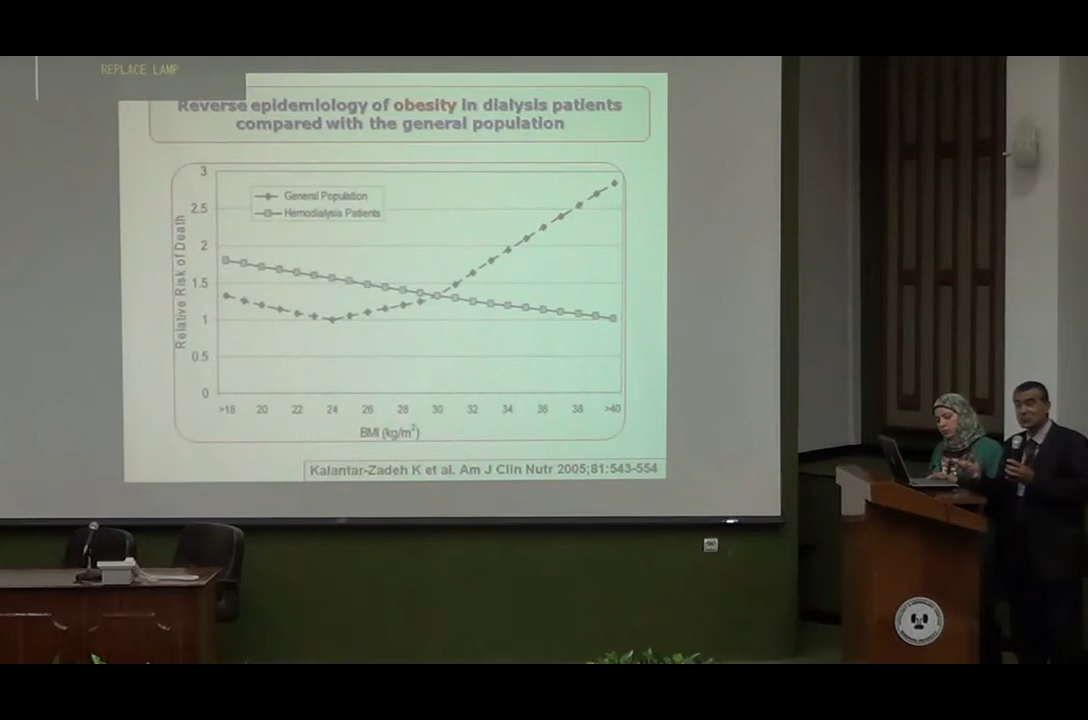 REPLACE LAMP
Reverse epidemiology of obesity in dialysis patients
compared with the general population
3
2.5
2
1.5
1
0.5
0
Relative Risk of Death
General Population
Hemodialysis Patients
>18 20 22 24 26 28 30 32 34 36 38 >40
BMI (kg/m²)
Kalantar-Zadeh K et al. Am J Clin Nutr 2005;81:543-554